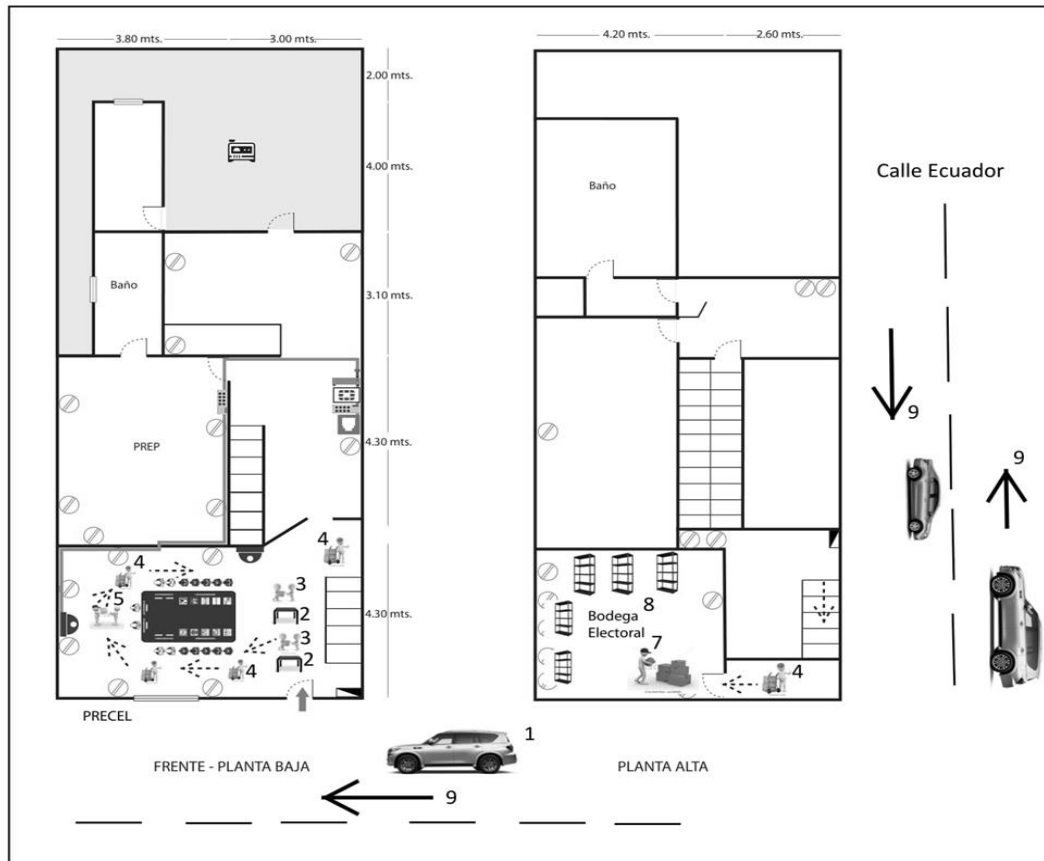 3.80 mts.
3.00 mts.
4.20 mts.
2.60 mts.
2.00 mts.
4.00 mts.
3.10 mts.
4.30 mts.
4.30 mts.
Baño
PREP
4
4
3
5
2
3
4
4
2
PRECEL
FRENTE - PLANTA BAJA
Baño
8
Bodega
Electoral
7
4
PLANTA ALTA
1
9
Calle Ecuador
9
9